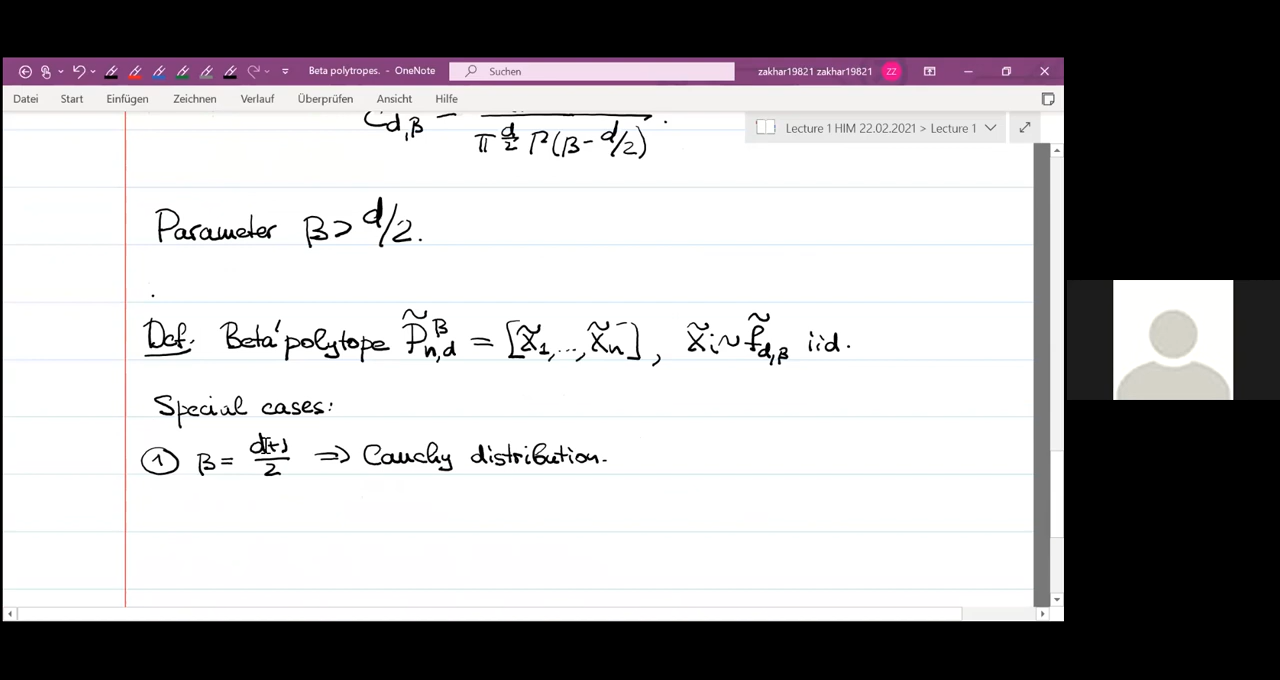 Beta polytopes. - OneNote
Suchen
zakhar19821 zakhar19821
ZZ
Datei Start Einfügen Zeichnen Verlauf Überprüfen Ansicht Hilfe
Lecture 1 HIM 22.02.2021 > Lecture 1
C̃_{d,β} = / π^{d/2} Γ(β - d/2) .
Parameter β > d/2.
Def. Beta' polytope P̃^β_{n,d} = [X̃_1,...,X̃_n], X̃_i ~ f̃_{d,β} iid.
Special cases:
① β = (d+1)/2 ⇒ Cauchy distribution.